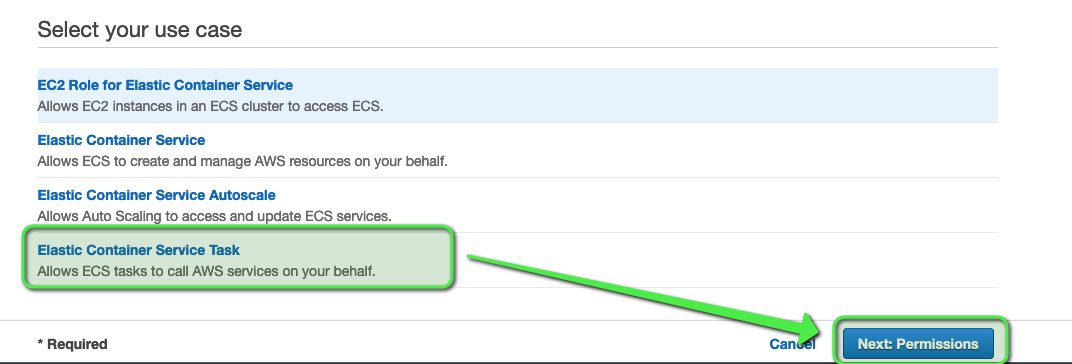 Select your use case
EC2 Role for Elastic Container Service
Allows EC2 instances in an ECS cluster to access ECS.
Elastic Container Service
Allows ECS to create and manage AWS resources on your behalf.
Elastic Container Service Autoscale
Allows Auto Scaling to access and update ECS services.
Elastic Container Service Task
Allows ECS tasks to call AWS services on your behalf.
* Required
Cancel
Next: Permissions